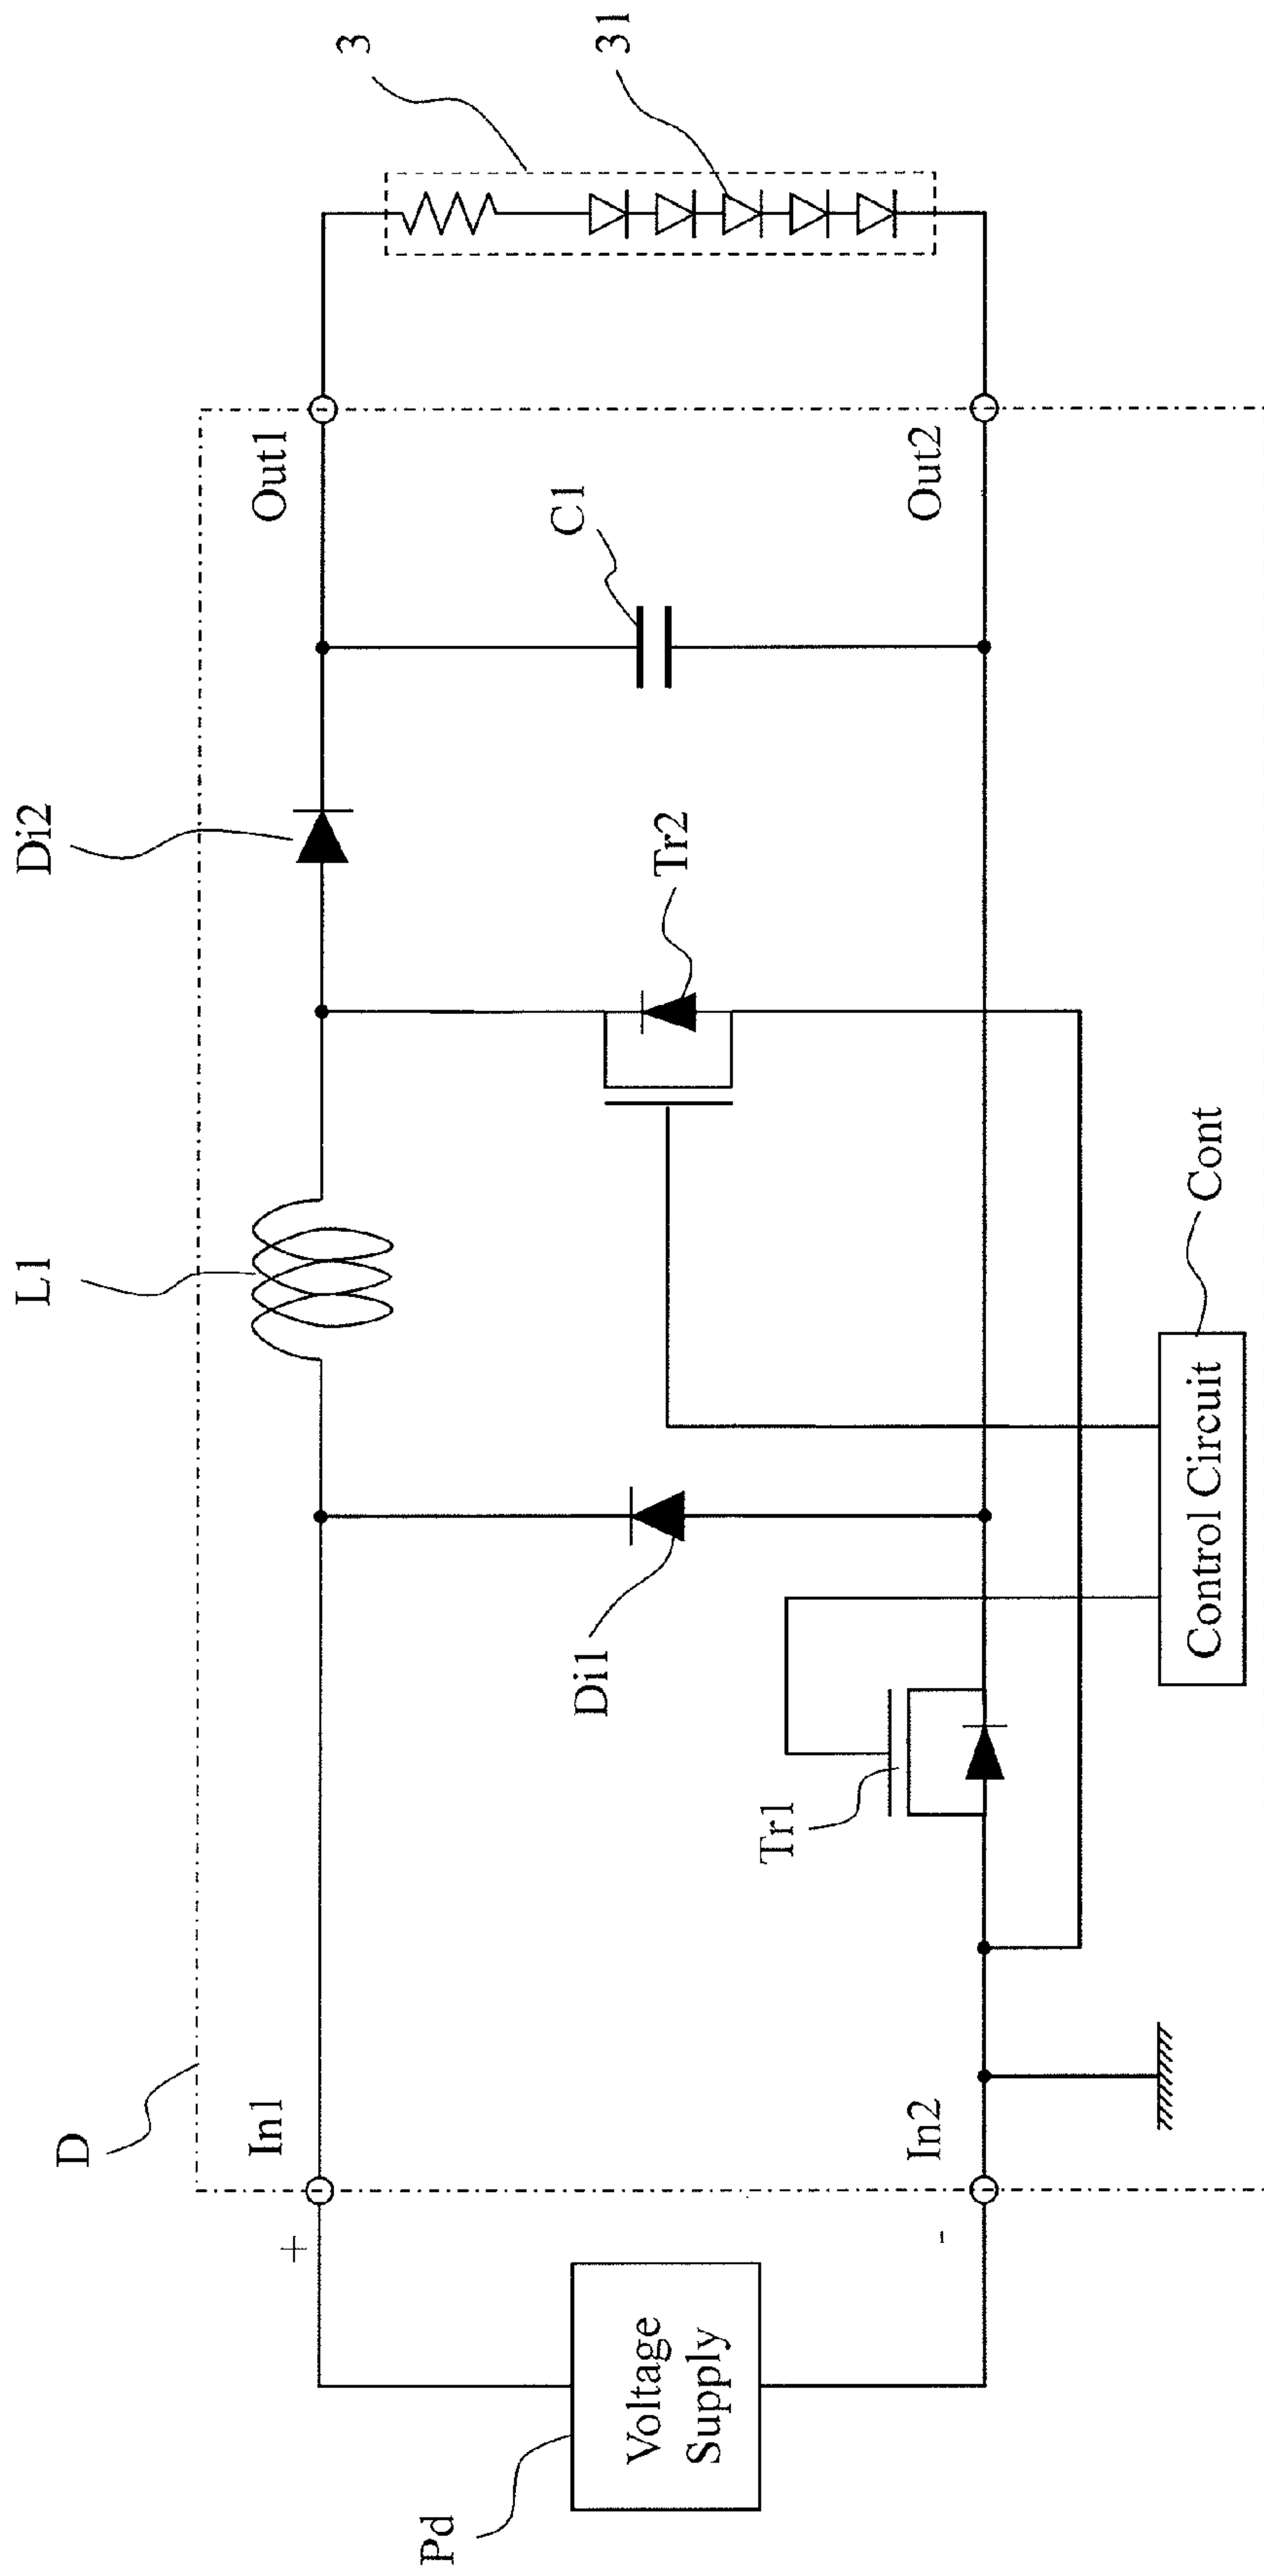 D
L1
Di2
3
31
+
In1
Out1
C1
Tr2
Pd
Voltage
Supply
Di1
Tr1
-
In2
Out2
Control Circuit
Cont